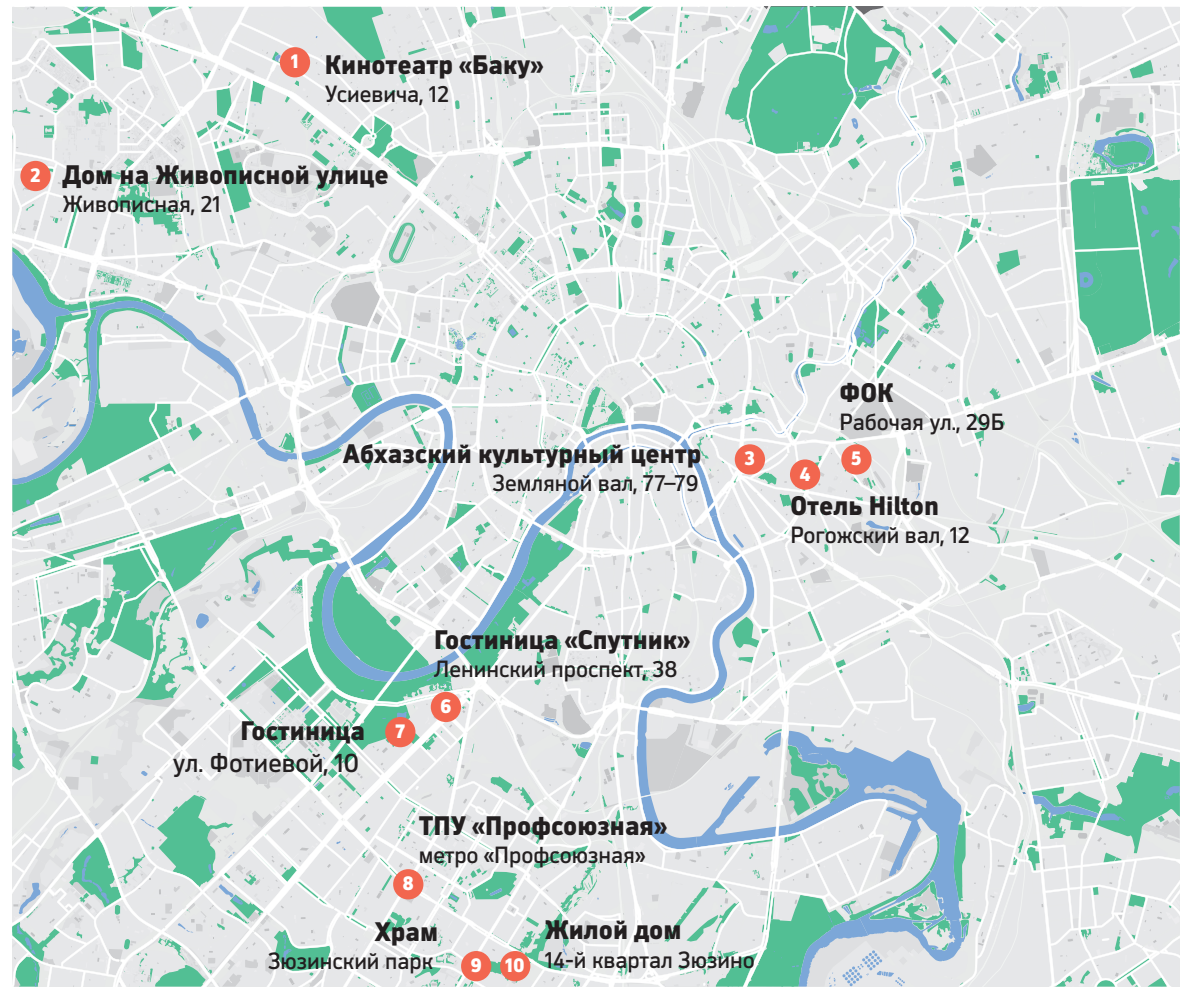 1
Кинотеатр «Баку»
Усиевича, 12
2
Дом на Живописной улице
Живописная, 21
ФОК
Рабочая ул., 29Б
Абхазский культурный центр
Земляной вал, 77–79
3
4
5
Отель Hilton
Рогожский вал, 12
Гостиница «Спутник»
Ленинский проспект, 38
6
Гостиница
ул. Фотиевой, 10
7
ТПУ «Профсоюзная»
метро «Профсоюзная»
8
Храм
Зюзинский парк
9
10
Жилой дом
14-й квартал Зюзино